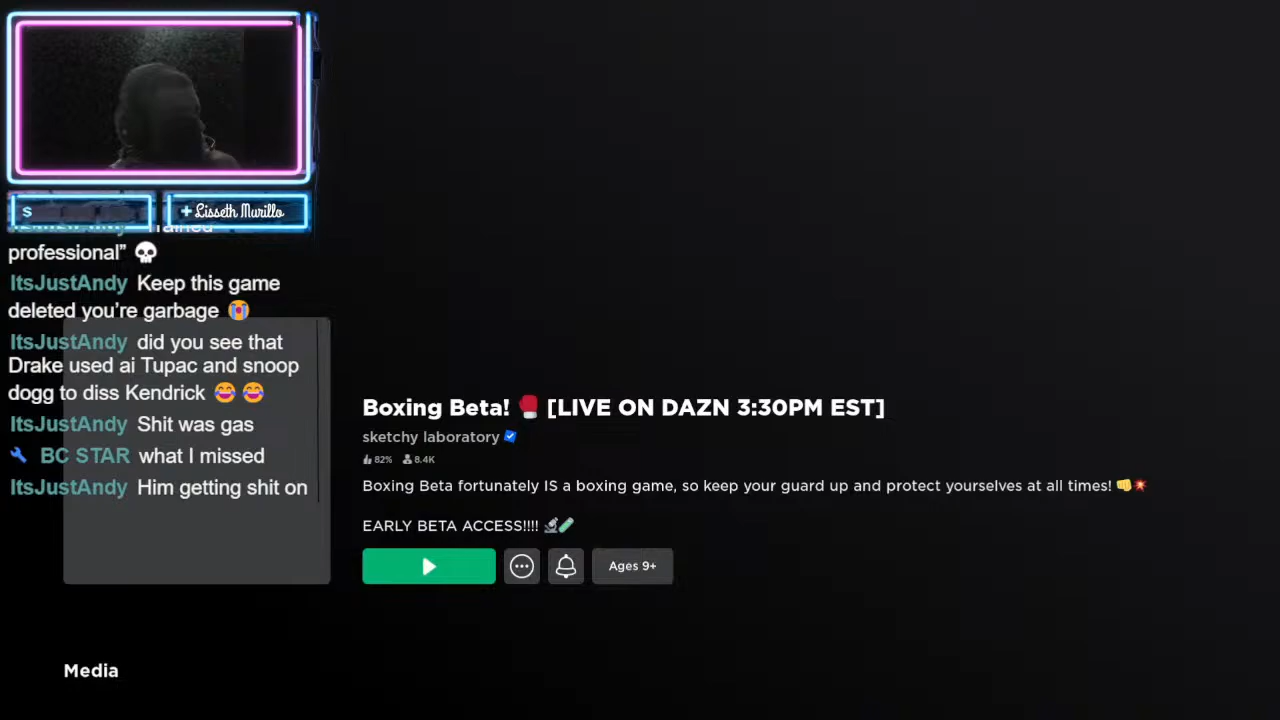 S
+ Lisseth Murillo
professional” 💀
ItsJustAndy Keep this game
deleted you’re garbage 😭
ItsJustAndy did you see that
Drake used ai Tupac and snoop
dogg to diss Kendrick 😂 😂
ItsJustAndy Shit was gas
BC STAR what I missed
ItsJustAndy Him getting shit on
Boxing Beta! 🥊 [LIVE ON DAZN 3:30PM EST]
sketchy laboratory
82% 8.4K
Boxing Beta fortunately IS a boxing game, so keep your guard up and protect yourselves at all times! 👊💥
EARLY BETA ACCESS!!!! 🔬🧪
Ages 9+
Media